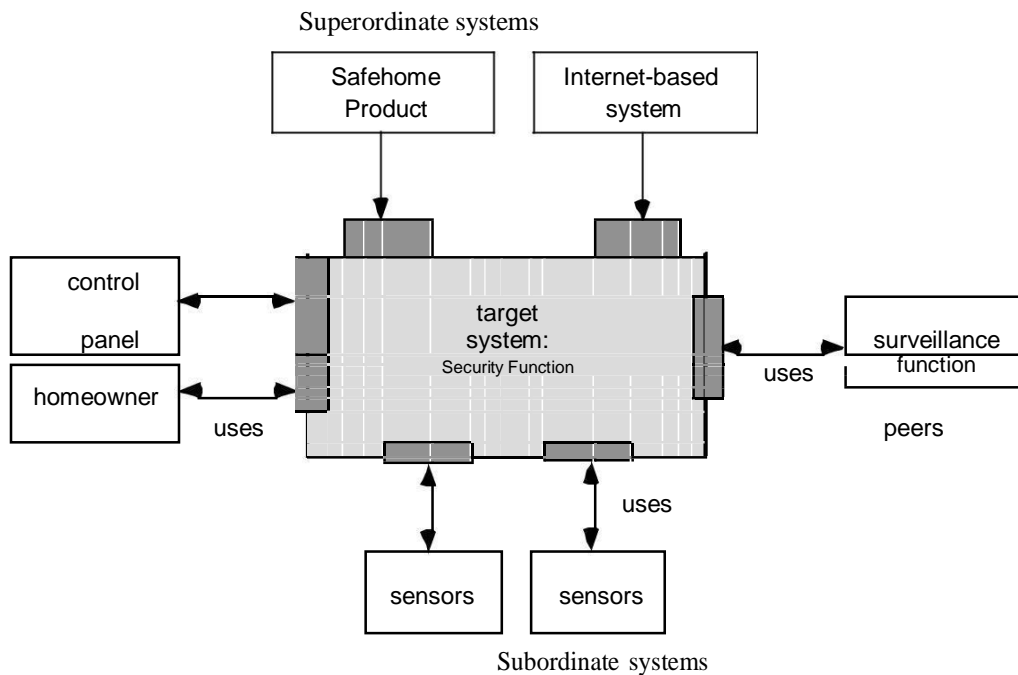 Superordinate systems
Safehome
Product
Internet-based
system
control
panel
target
system:
Security Function
surveillance
function
homeowner
uses
uses
peers
uses
sensors
sensors
Subordinate systems